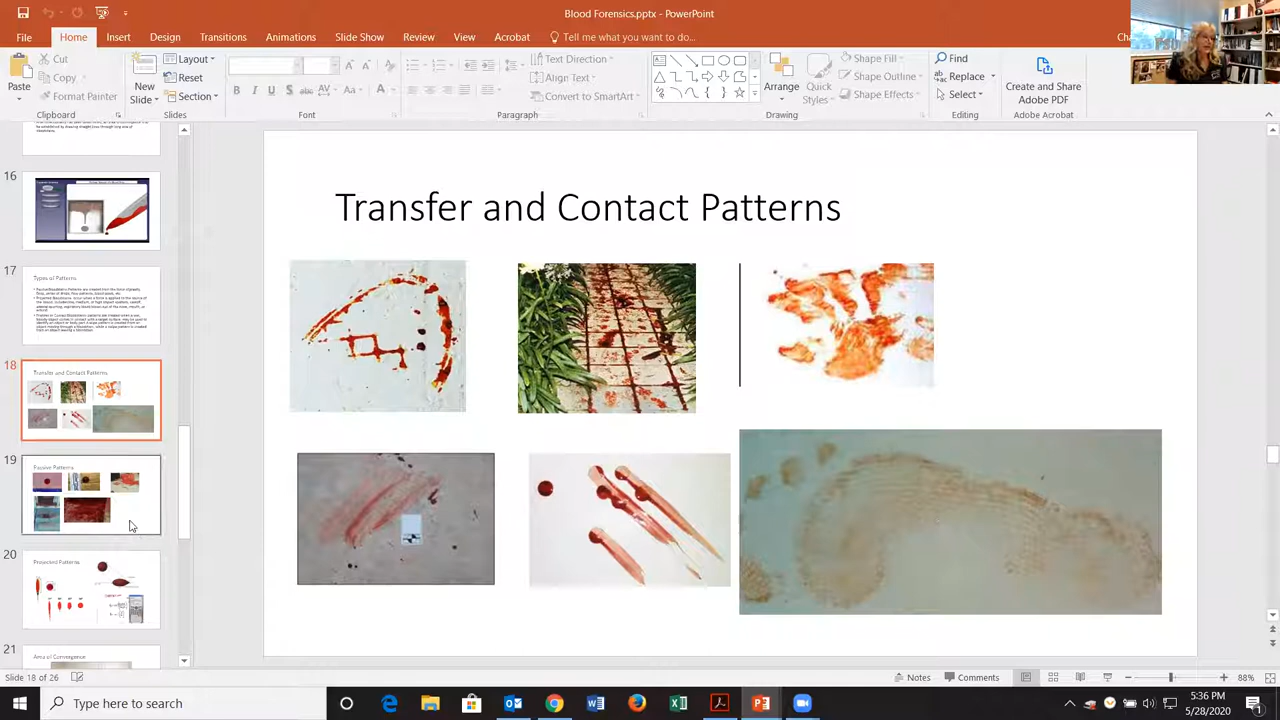 Blood Forensics.pptx - PowerPoint
File Home Insert Design Transitions Animations Slide Show Review View Acrobat Tell me what you want to do...
Cut
Copy
Format Painter
Paste
Clipboard
New
Slide
Layout
Reset
Section
Slides
Font
Text Direction
Align Text
Convert to SmartArt
Paragraph
Arrange
Quick
Styles
Shape Fill
Shape Outline
Shape Effects
Drawing
Find
Replace
Select
Editing
Create and Share
Adobe PDF
Adobe Acrobat
16
17
Types of Patterns
18
Transfer and Contact Patterns
19
Passive Patterns
20
Projected Patterns
21
Area of Convergence
Transfer and Contact Patterns
Slide 18 of 26
Notes
Comments
88%
Type here to search
5:36 PM
5/28/2020